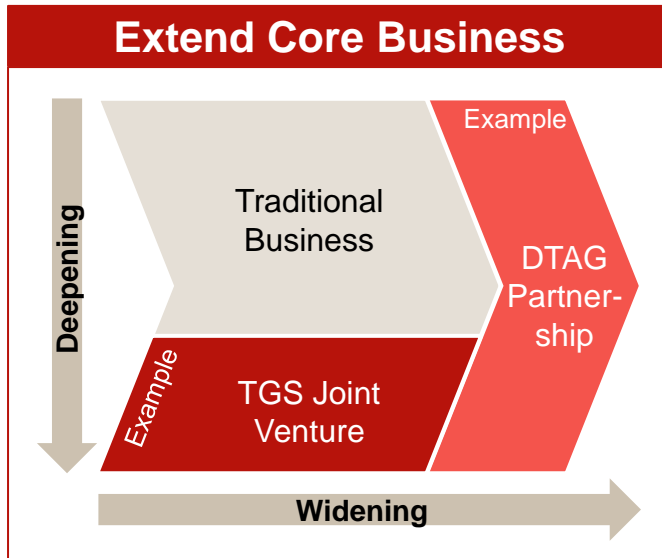 Extend Core Business
Example
Traditional
Business
DTAG
Partner-
ship
Deepening
Example
TGS Joint
Venture
Widening